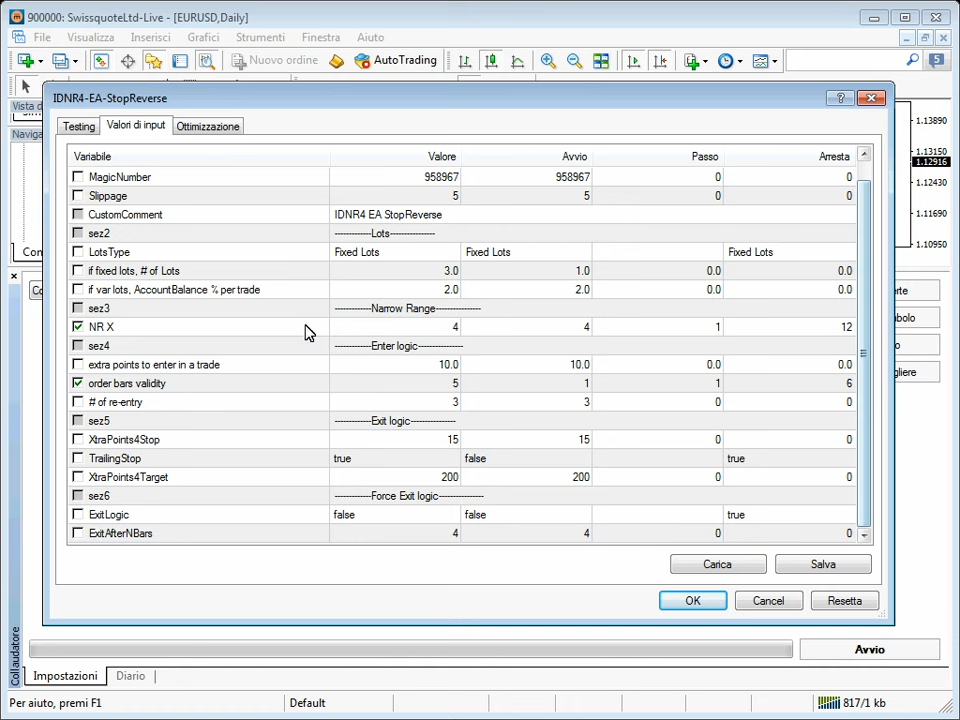 900000: SwissquoteLtd-Live - [EURUSD,Daily]
File Visualizza Inserisci Grafici Strumenti Finestra Aiuto
Nuovo ordine AutoTrading 5
Vista d
Naviga
Con
Co
IDNR4-EA-StopReverse
Testing Valori di input Ottimizzazione
Variabile Valore Avvio Passo Arresta
MagicNumber 958967 958967 0 0
Slippage 5 5 0 0
CustomComment IDNR4 EA StopReverse
sez2 -------------Lots----------------
LotsType Fixed Lots Fixed Lots Fixed Lots
if fixed lots, # of Lots 3.0 1.0 0.0 0.0
if var lots, AccountBalance % per trade 2.0 2.0 0.0 0.0
sez3 -------------Narrow Range----------------
NR X 4 4 1 12
sez4 -------------Enter logic----------------
extra points to enter in a trade 10.0 10.0 0.0 0.0
order bars validity 5 1 1 6
# of re-entry 3 3 0 0
sez5 -------------Exit logic----------------
XtraPoints4Stop 15 15 0 0
TrailingStop true false true
XtraPoints4Target 200 200 0 0
sez6 -------------Force Exit logic----------------
ExitLogic false false true
ExitAfterNBars 4 4 0 0
Carica Salva
OK Cancel Resetta
1.13890
1.13150
1.12916
1.12430
1.11690
1.10950
erte
bolo
o
gliere
Collaudatore
Avvio
Impostazioni Diario
Per aiuto, premi F1 Default 817/1 kb